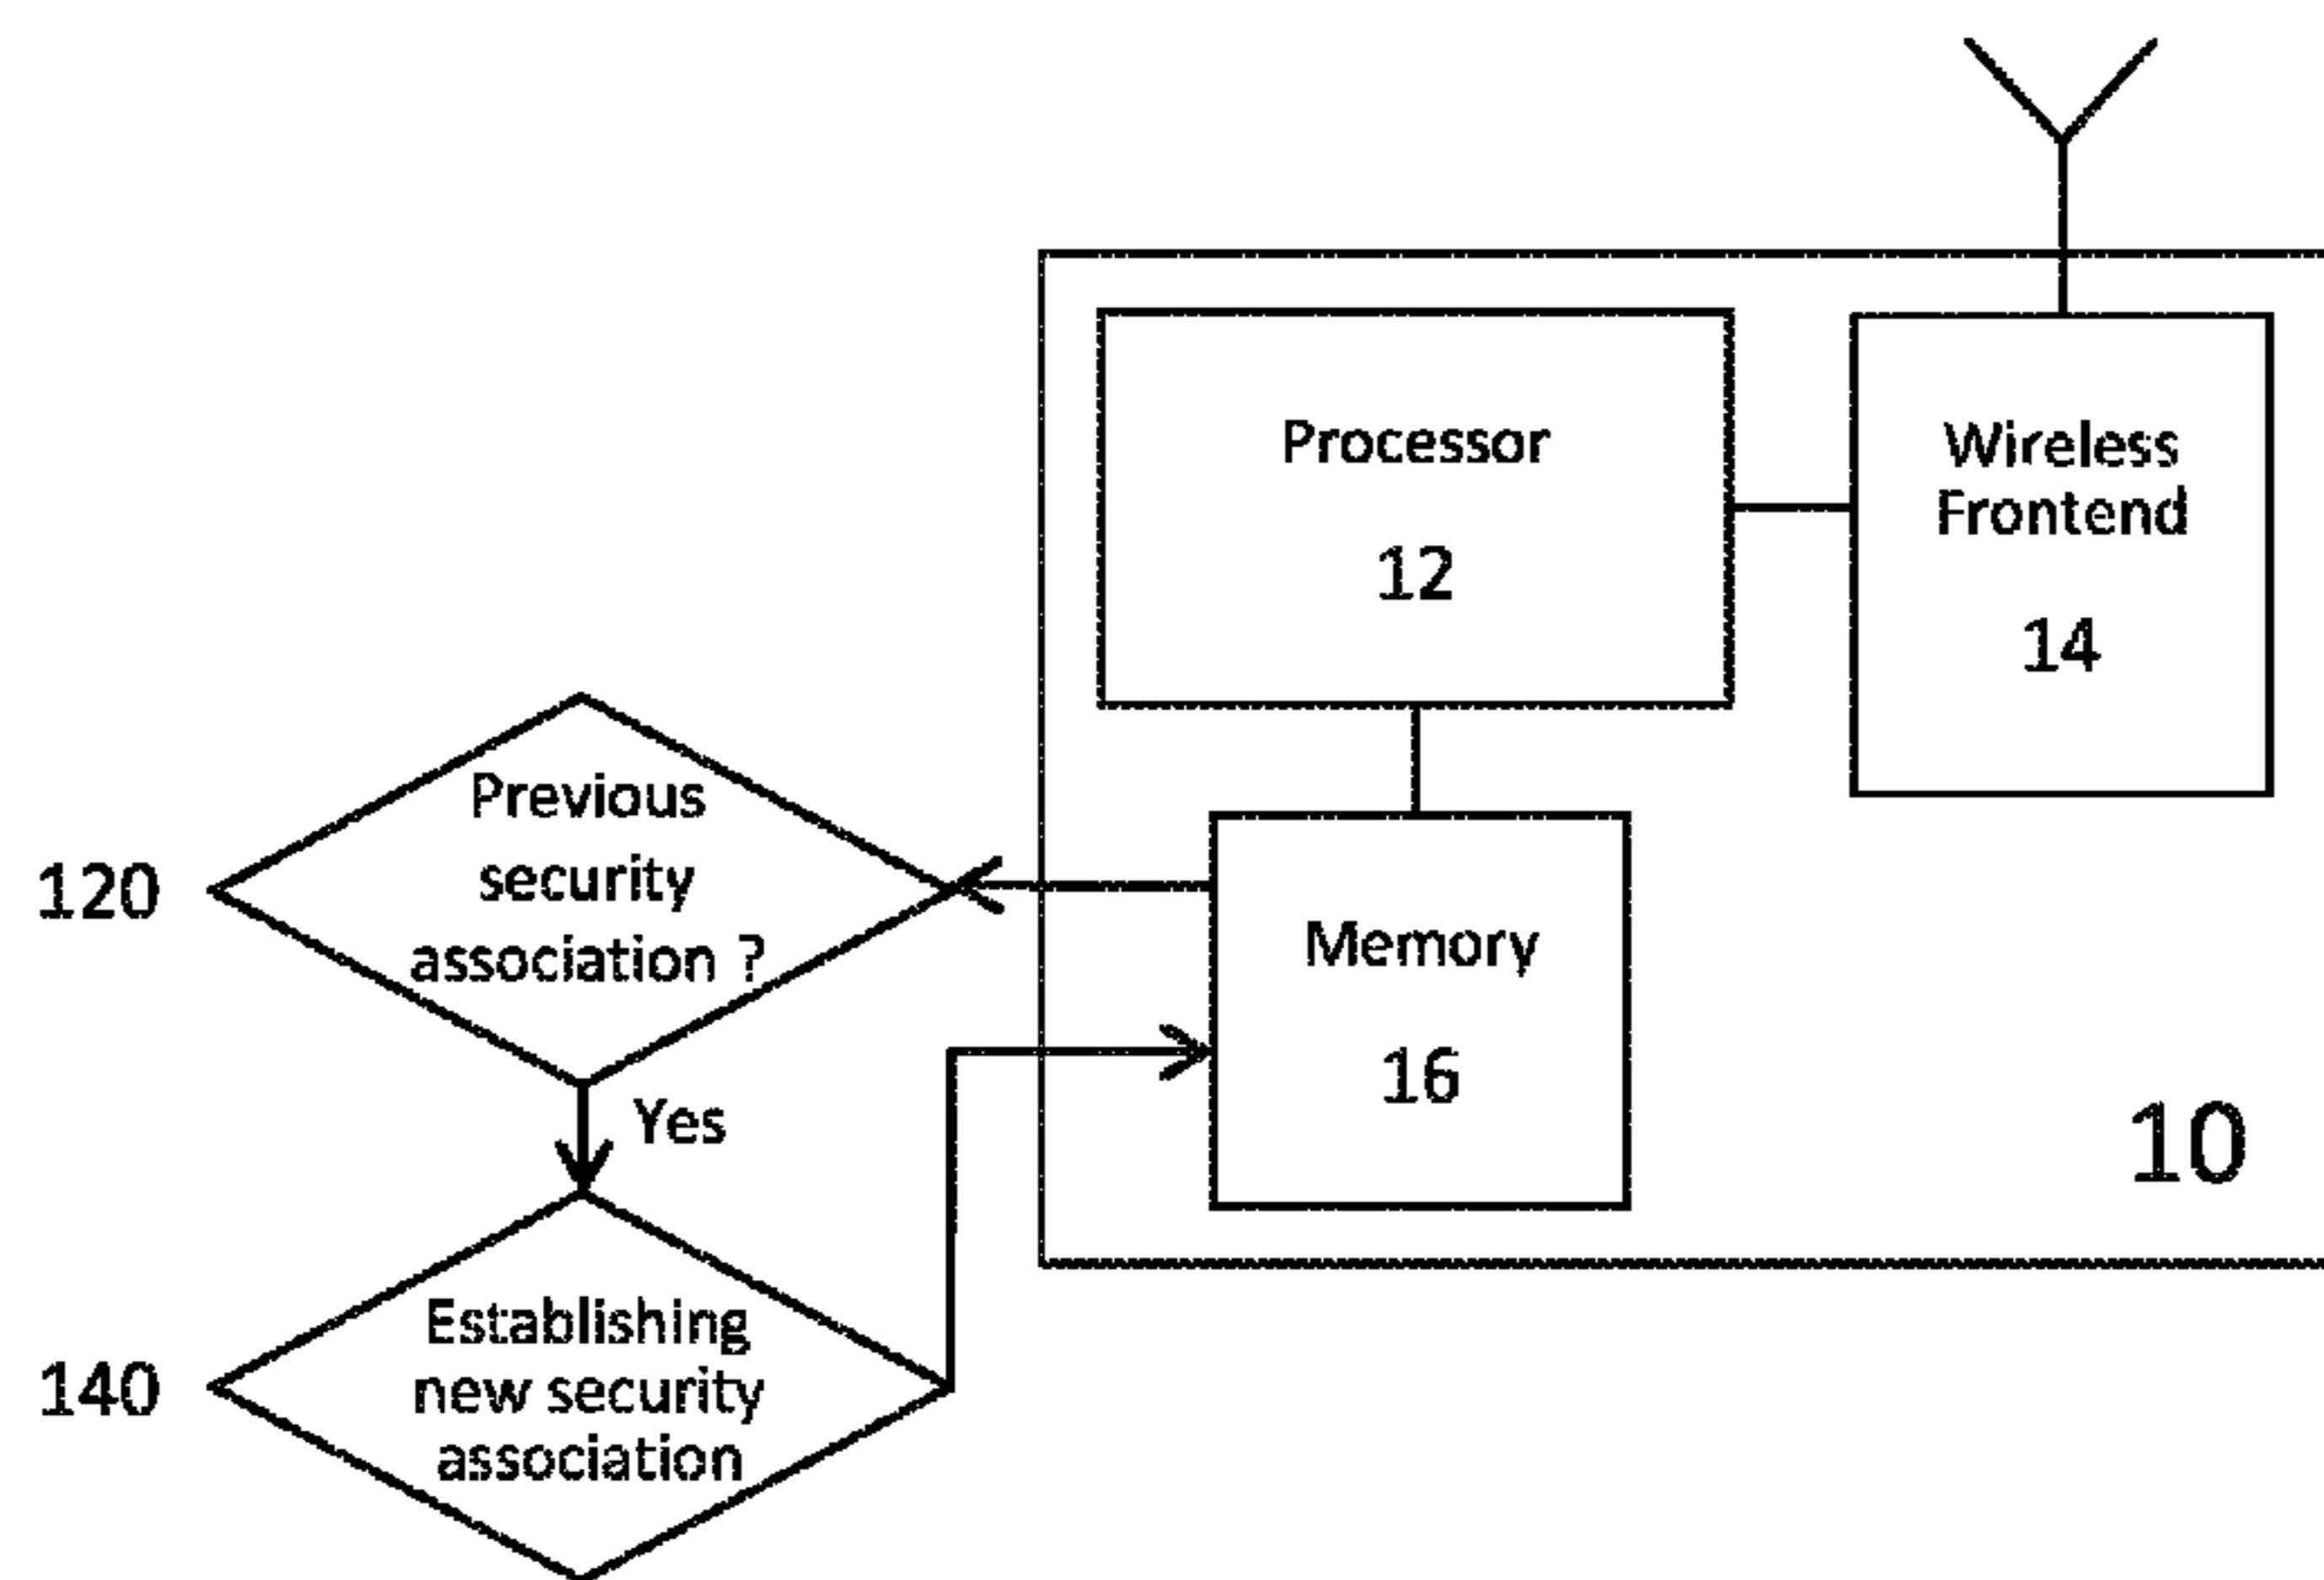 Processor
12
Wireless
Frontend
14
120
Previous
security
association ?
Yes
Memory
16
10
140
Establishing
new security
association